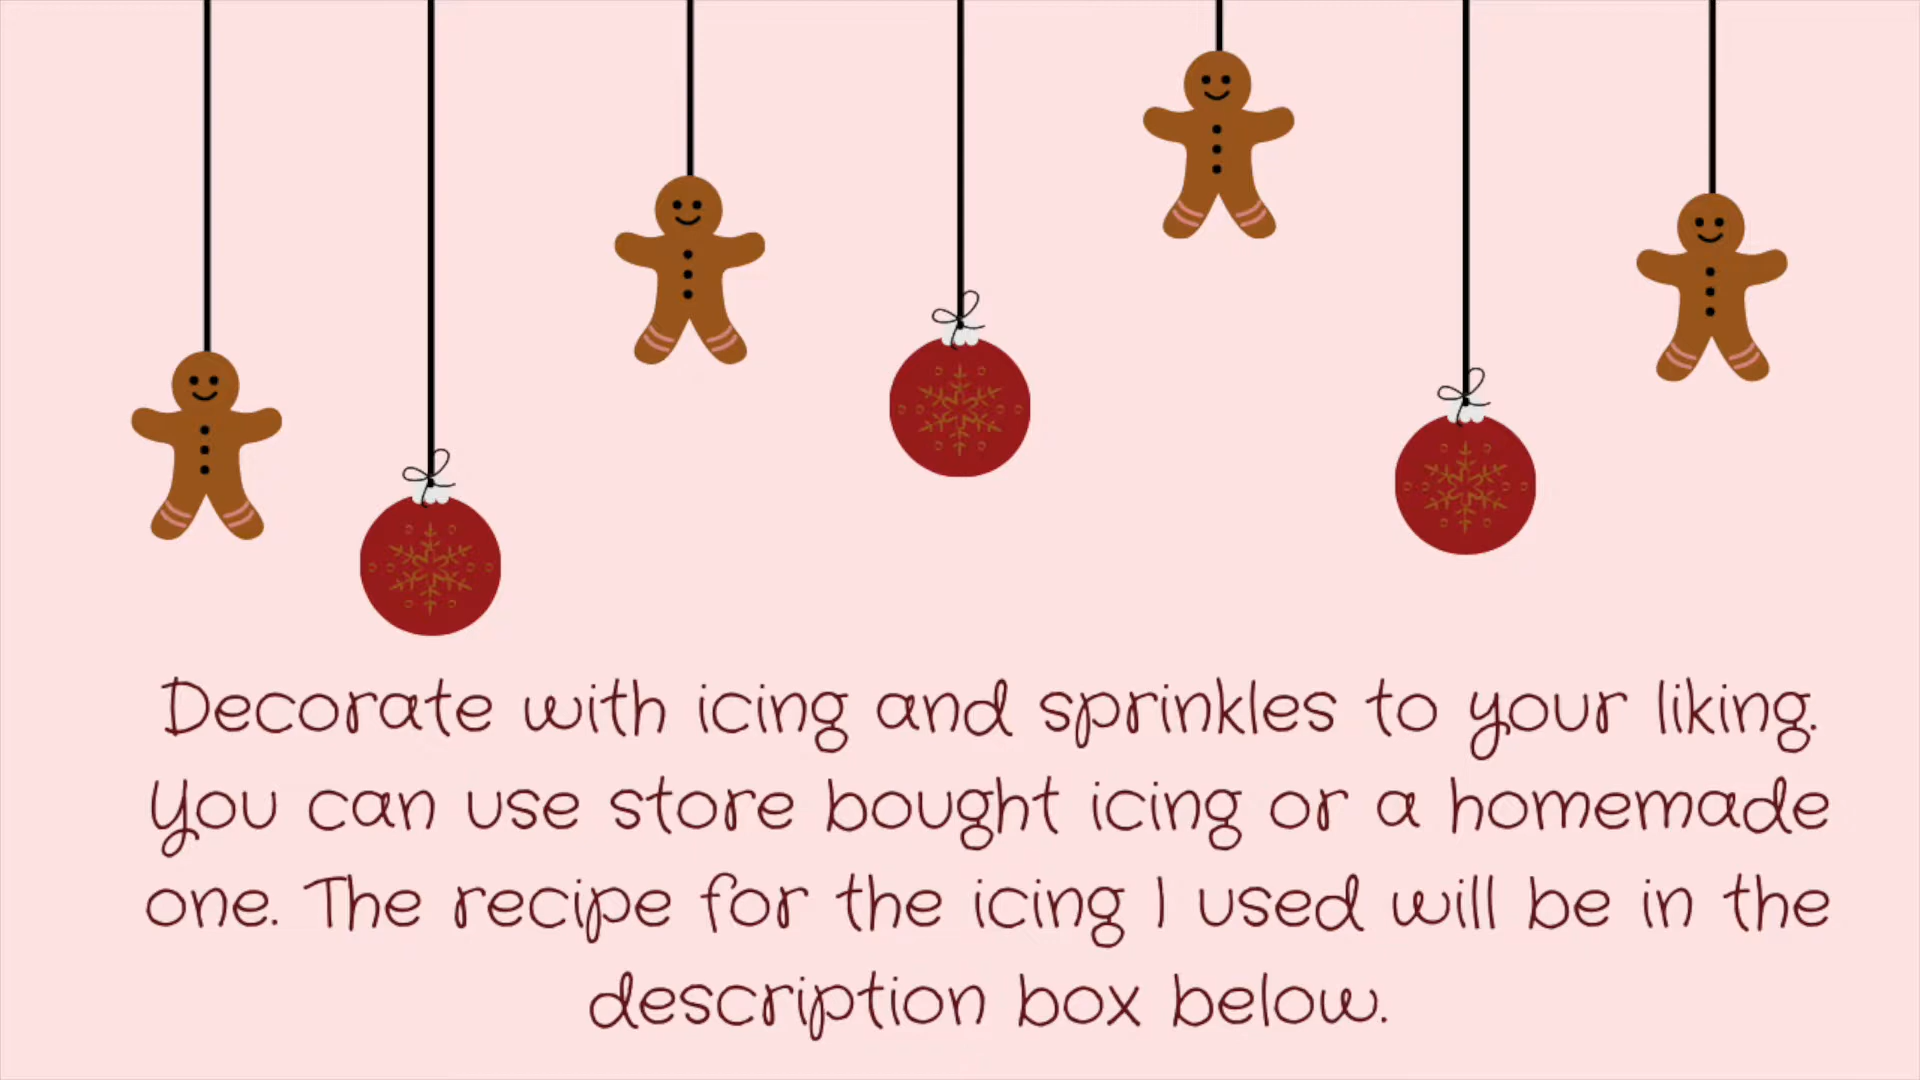 Decorate with icing and sprinkles to your liking.
You can use store bought icing or a homemade
one. The recipe for the icing I used will be in the
description box below.